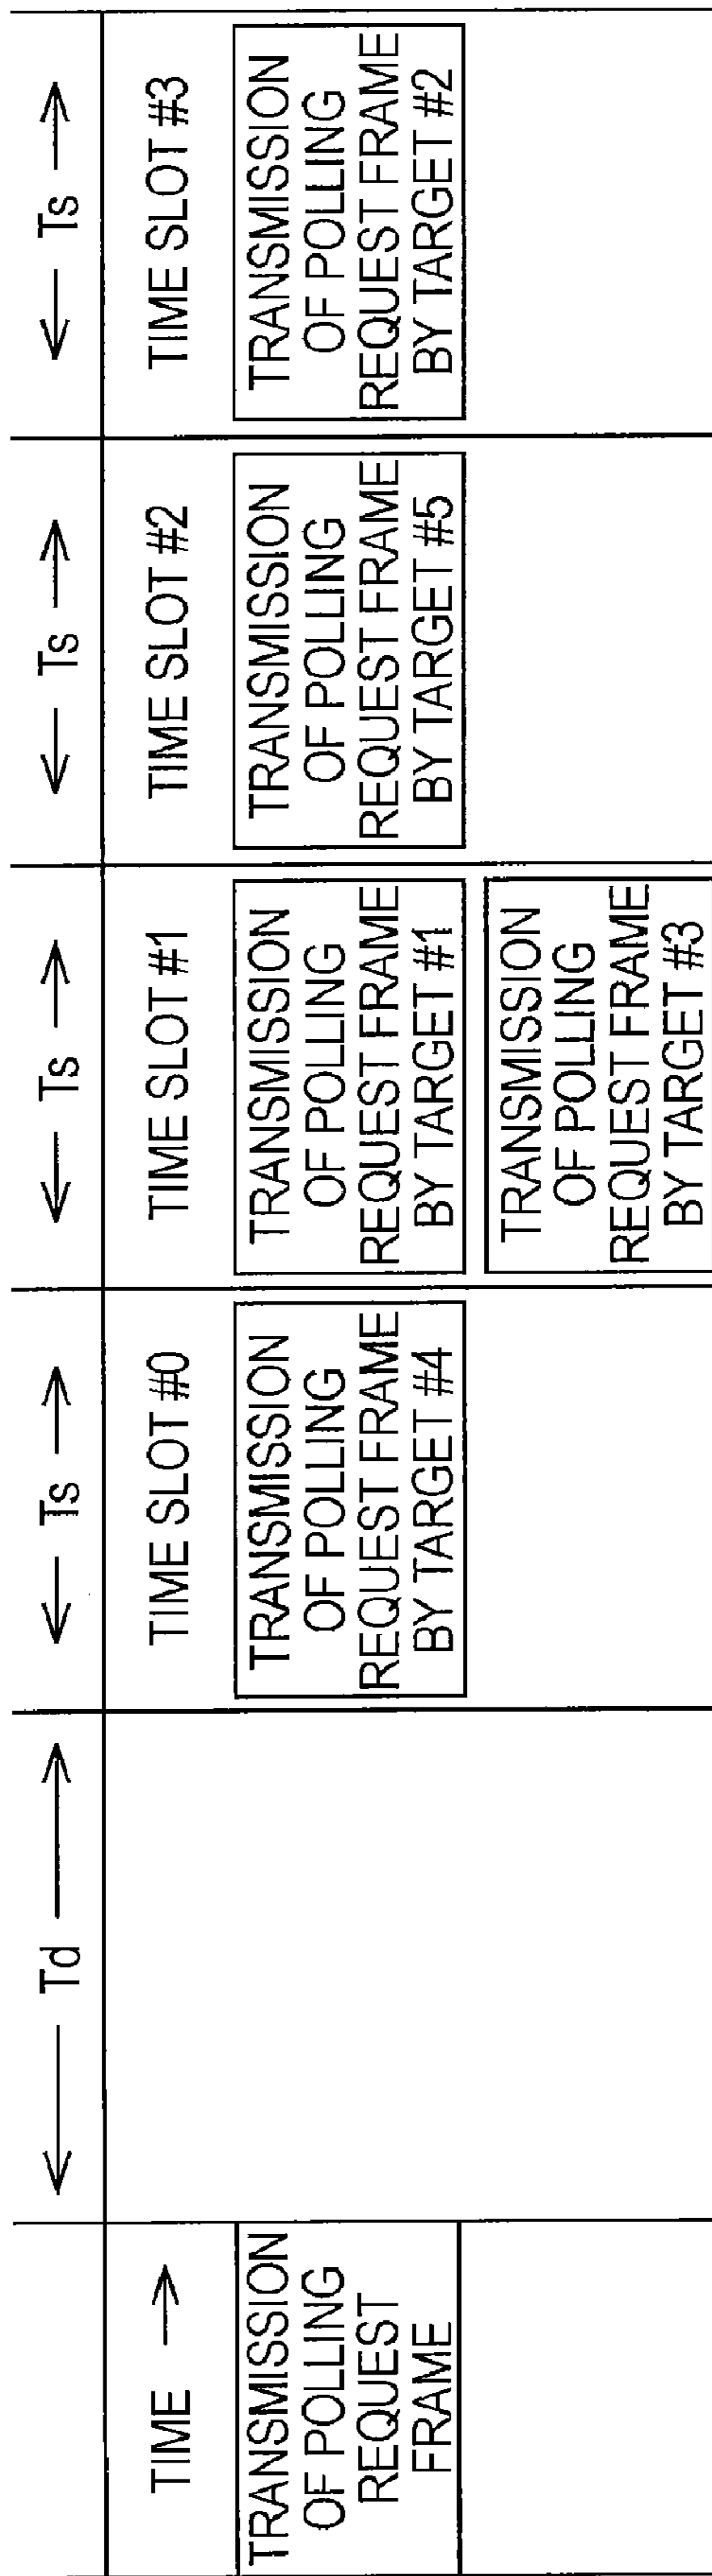 Td
Ts
Ts
Ts
Ts
TIME
TIME SLOT #0
TIME SLOT #1
TIME SLOT #2
TIME SLOT #3
TRANSMISSION
OF POLLING
REQUEST
FRAME
TRANSMISSION
OF POLLING
REQUEST FRAME
BY TARGET #4
TRANSMISSION
OF POLLING
REQUEST FRAME
BY TARGET #1
TRANSMISSION
OF POLLING
REQUEST FRAME
BY TARGET #5
TRANSMISSION
OF POLLING
REQUEST FRAME
BY TARGET #2
TRANSMISSION
OF POLLING
REQUEST FRAME
BY TARGET #3